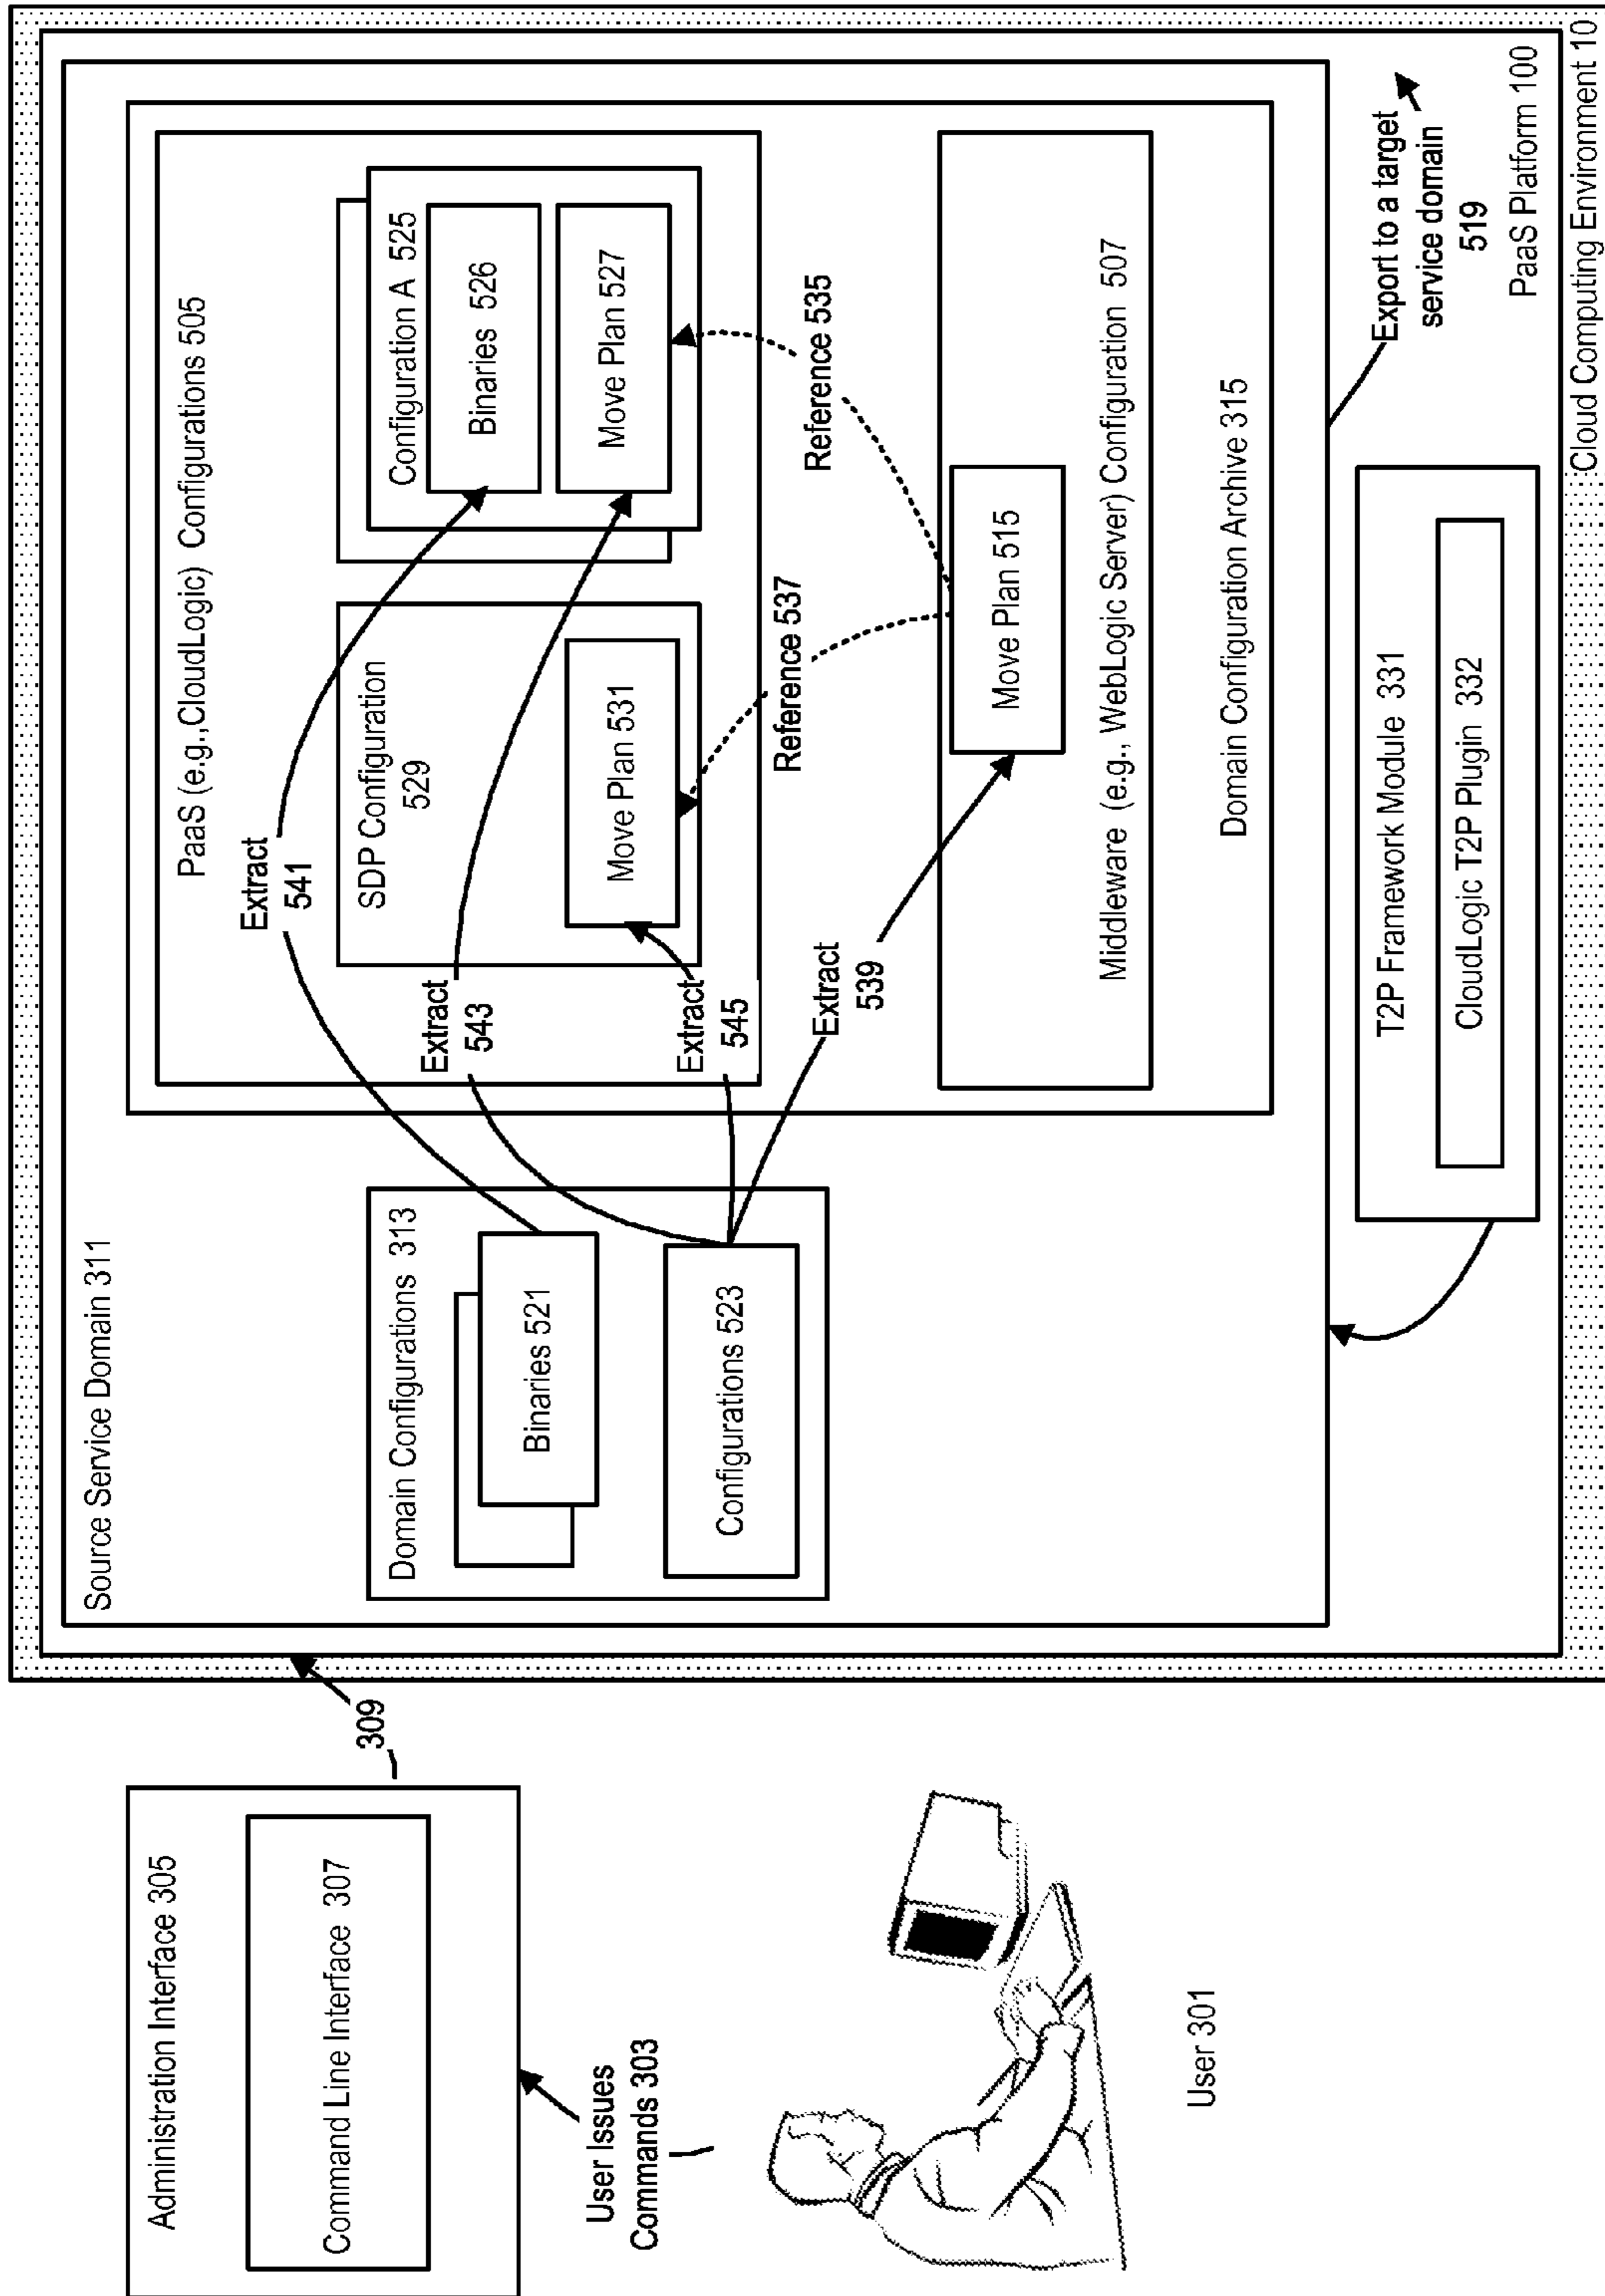 Administration Interface 305
Command Line Interface 307
User Issues
Commands 303
User 301
309
Source Service Domain 311
Domain Configurations 313
Binaries 521
Configurations 523
PaaS (e.g.,CloudLogic) Configurations 505
Extract
541
Extract
543
Extract
545
Extract
539
SDP Configuration
529
Move Plan 531
Configuration A 525
Binaries 526
Move Plan 527
Reference 537
Reference 535
Move Plan 515
Middleware (e.g., WebLogic Server) Configuration 507
Domain Configuration Archive 315
T2P Framework Module 331
CloudLogic T2P Plugin 332
Export to a target
service domain
519
PaaS Platform 100
Cloud Computing Environment 10